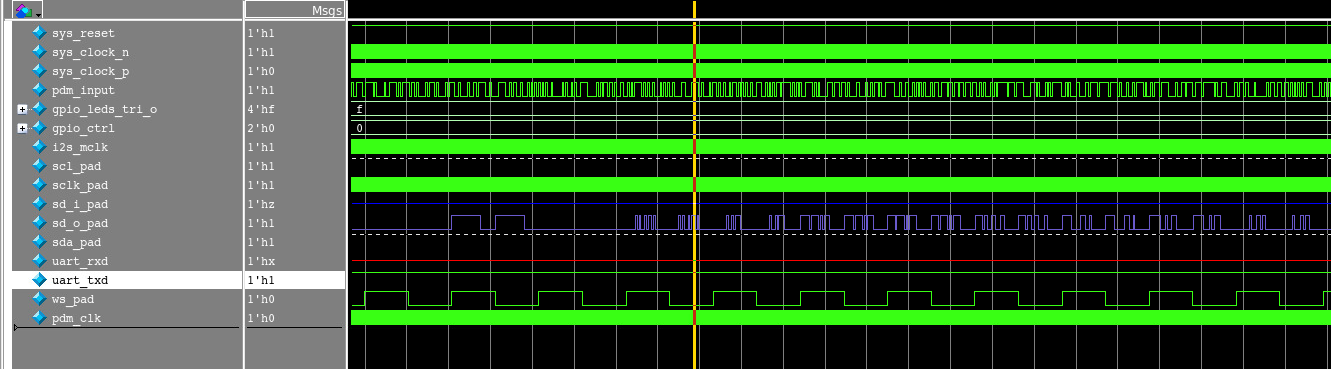 Msgs
sys_reset 1'h1
sys_clock_n 1'h1
sys_clock_p 1'h0
pdm_input 1'h1
gpio_leds_tri_o 4'hf f
gpio_ctrl 2'h0 0
i2s_mclk 1'h1
scl_pad 1'h1
sclk_pad 1'h1
sd_i_pad 1'hz
sd_o_pad 1'h1
sda_pad 1'h1
uart_rxd 1'hx
uart_txd 1'h1
ws_pad 1'h0
pdm_clk 1'h0